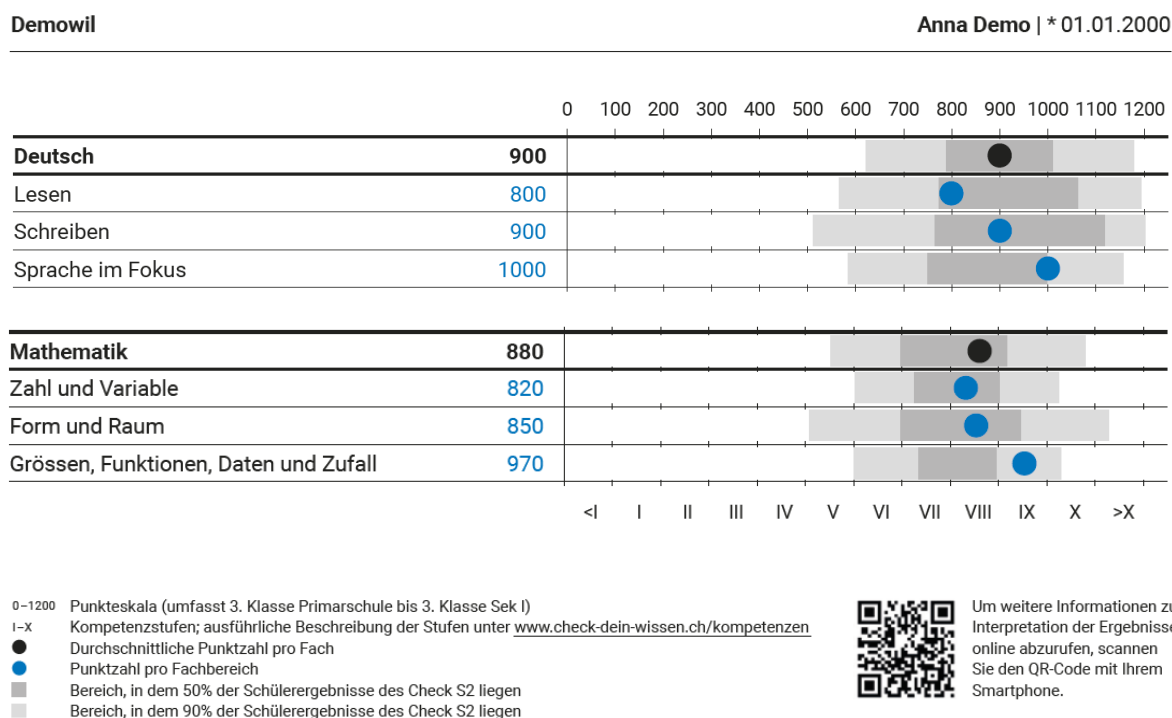 Demowil
Anna Demo | * 01.01.2000
0 100 200 300 400 500 600 700 800 900 1000 1100 1200
Deutsch 900
Lesen 800
Schreiben 900
Sprache im Fokus 1000
Mathematik 880
Zahl und Variable 820
Form und Raum 850
Grössen, Funktionen, Daten und Zufall 970
<I I II III IV V VI VII VIII IX X >X
0–1200 Punkteskala (umfasst 3. Klasse Primarschule bis 3. Klasse Sek I)
I–X Kompetenzstufen; ausführliche Beschreibung der Stufen unter www.check-dein-wissen.ch/kompetenzen
Durchschnittliche Punktzahl pro Fach
Punktzahl pro Fachbereich
Bereich, in dem 50% der Schülerergebnisse des Check S2 liegen
Bereich, in dem 90% der Schülerergebnisse des Check S2 liegen
Um weitere Informationen zu
Interpretation der Ergebnisse
online abzurufen, scannen
Sie den QR-Code mit Ihrem
Smartphone.